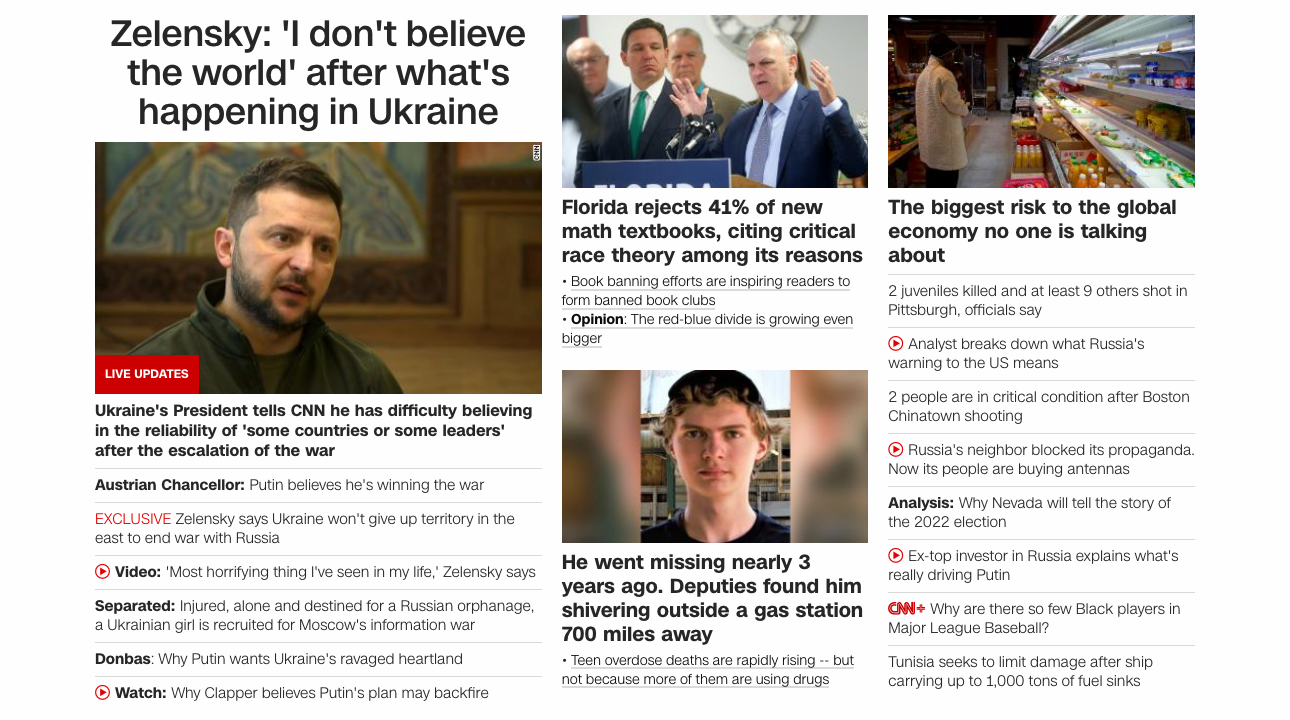 Zelensky: 'I don't believe
the world' after what's
happening in Ukraine
CNN
LIVE UPDATES
Ukraine's President tells CNN he has difficulty believing
in the reliability of 'some countries or some leaders'
after the escalation of the war
Austrian Chancellor: Putin believes he's winning the war
EXCLUSIVE Zelensky says Ukraine won't give up territory in the
east to end war with Russia
Video: 'Most horrifying thing I've seen in my life,' Zelensky says
Separated: Injured, alone and destined for a Russian orphanage,
a Ukrainian girl is recruited for Moscow's information war
Donbas: Why Putin wants Ukraine's ravaged heartland
Watch: Why Clapper believes Putin's plan may backfire
FLORIDA
Florida rejects 41% of new
math textbooks, citing critical
race theory among its reasons
• Book banning efforts are inspiring readers to
form banned book clubs
• Opinion: The red-blue divide is growing even
bigger
He went missing nearly 3
years ago. Deputies found him
shivering outside a gas station
700 miles away
• Teen overdose deaths are rapidly rising -- but
not because more of them are using drugs
The biggest risk to the global
economy no one is talking
about
2 juveniles killed and at least 9 others shot in
Pittsburgh, officials say
Analyst breaks down what Russia's
warning to the US means
2 people are in critical condition after Boston
Chinatown shooting
Russia's neighbor blocked its propaganda.
Now its people are buying antennas
Analysis: Why Nevada will tell the story of
the 2022 election
Ex-top investor in Russia explains what's
really driving Putin
CNN+ Why are there so few Black players in
Major League Baseball?
Tunisia seeks to limit damage after ship
carrying up to 1,000 tons of fuel sinks